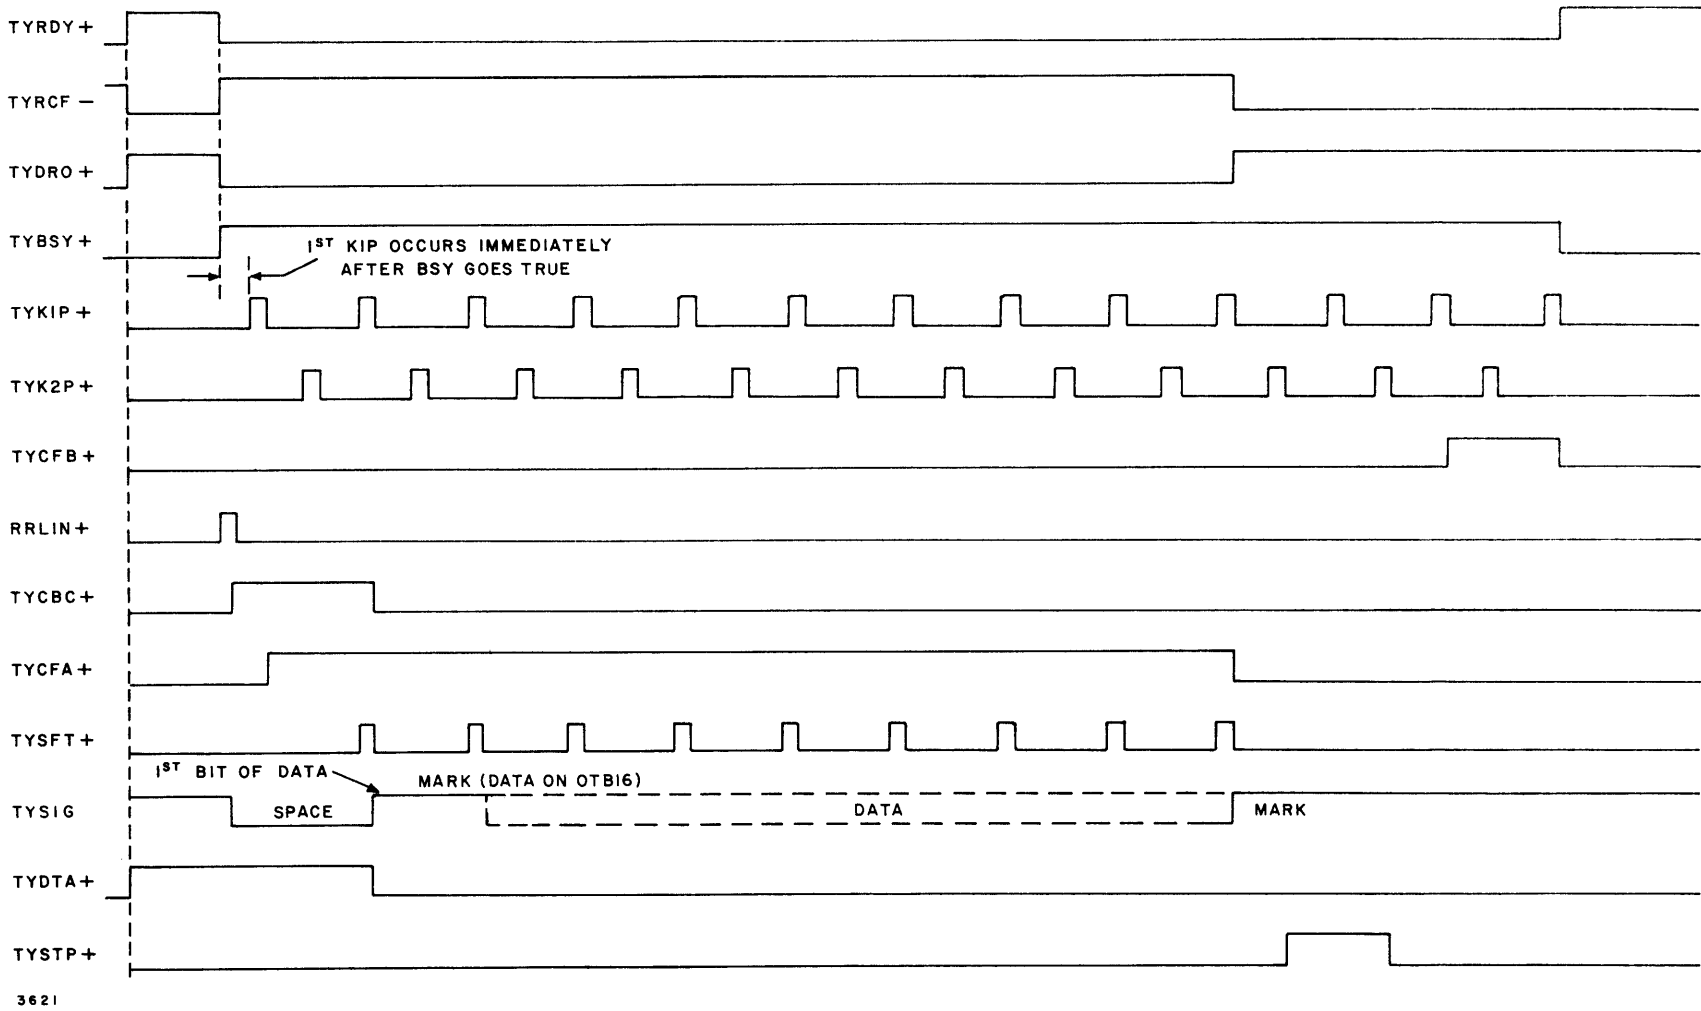 TYRDY+
TYRCF-
TYDRO+
TYBSY+
1ST KIP OCCURS IMMEDIATELY
AFTER BSY GOES TRUE
TYKIP+
TYK2P+
TYCFB+
RRLIN+
TYCBC+
TYCFA+
TYSFT+
1ST BIT OF DATA
MARK (DATA ON OTB16)
TYSIG
SPACE
DATA
MARK
TYDTA+
TYSTP+
3621